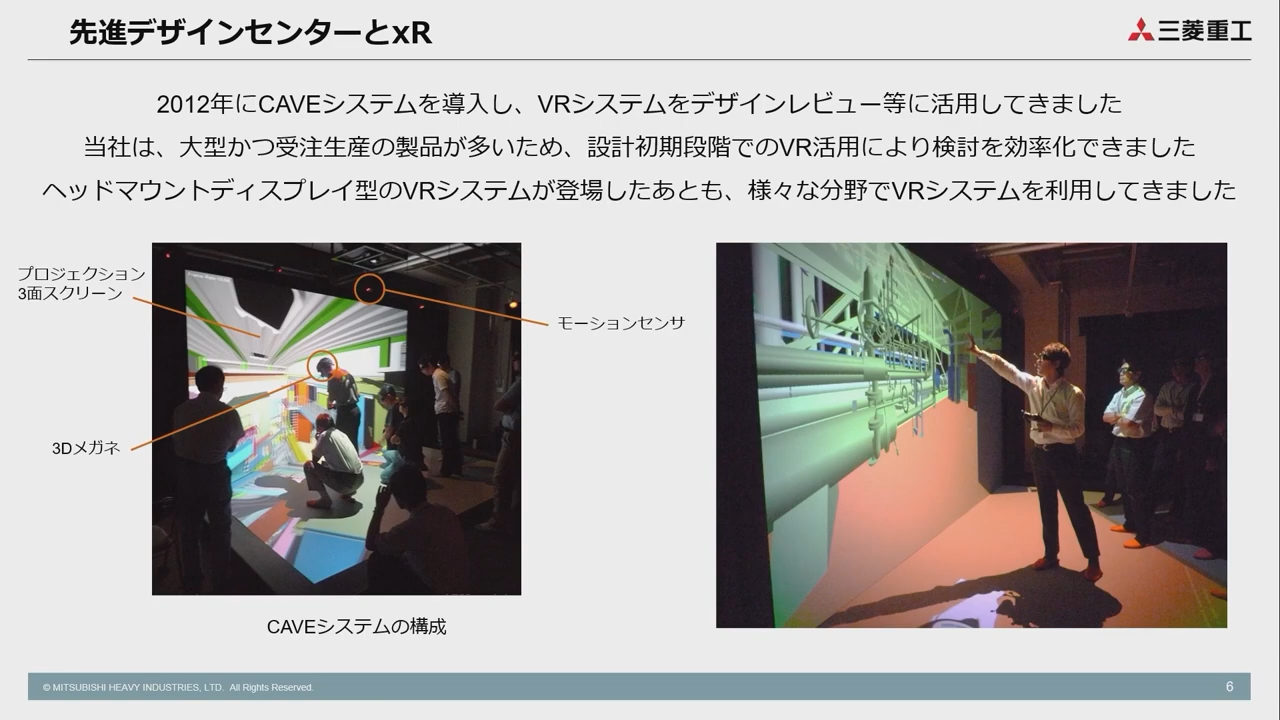 先進デザインセンターとxR
三菱重工
2012年にCAVEシステムを導入し、VRシステムをデザインレビュー等に活用してきました
当社は、大型かつ受注生産の製品が多いため、設計初期段階でのVR活用により検討を効率化できました
ヘッドマウントディスプレイ型のVRシステムが登場したあとも、様々な分野でVRシステムを利用してきました
プロジェクション
3面スクリーン
モーションセンサ
3Dメガネ
CAVEシステムの構成
© MITSUBISHI HEAVY INDUSTRIES, LTD. All Rights Reserved.
6